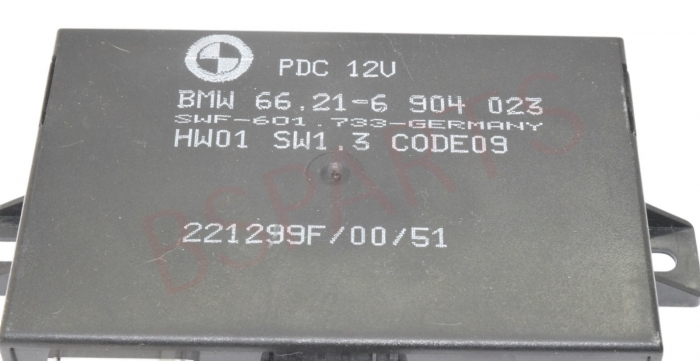 PDC 12V
BMW 66.21-6 904 023
SWF-601.733-GERMANY
HW01 SW1.3 CODE09
221299F/00/51
BSPARTS